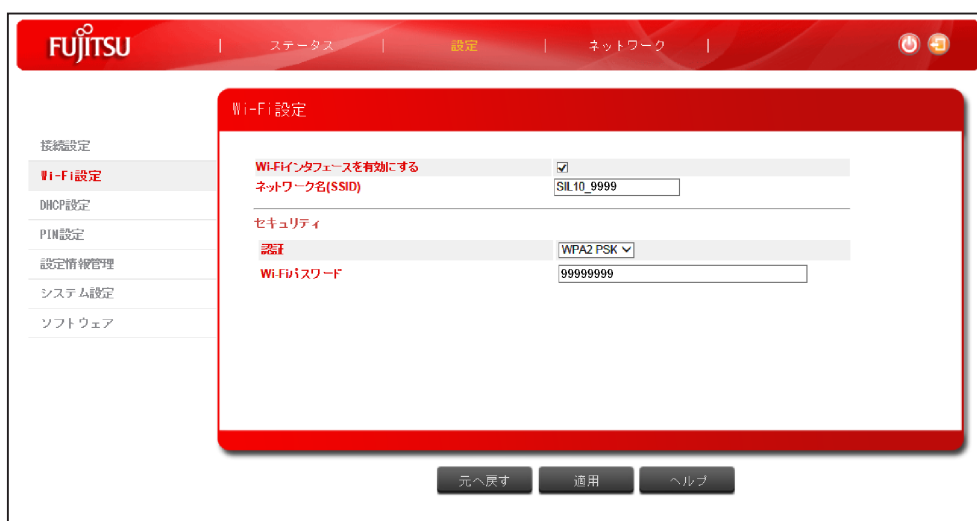 FUJITSU
ステータス
設定
ネットワーク
Wi-Fi設定
接続設定
Wi-Fi設定
DHCP設定
PIN設定
設定情報管理
システム設定
ソフトウェア
Wi-Fiインタフェースを有効にする
ネットワーク名(SSID) SIL10_9999
セキュリティ
認証 WPA2 PSK
Wi-Fiパスワード 99999999
元へ戻す 適用 ヘルプ